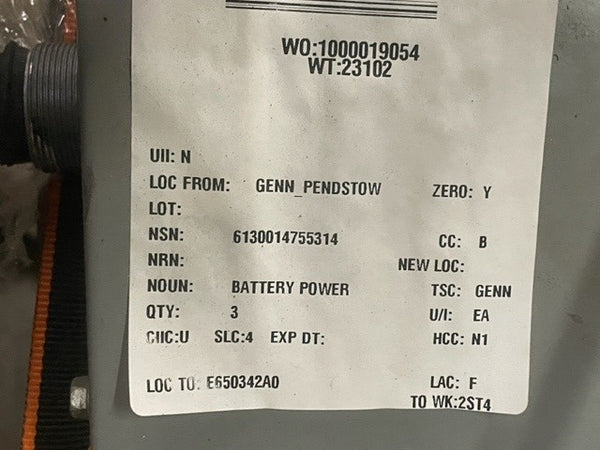 WO:1000019054
WT:23102
UII: N
LOC FROM: GENN_PENDSTOW ZERO: Y
LOT:
NSN: 6130014755314 CC: B
NRN: NEW LOC:
NOUN: BATTERY POWER TSC: GENN
QTY: 3 U/I: EA
CIIC:U SLC:4 EXP DT: HCC: N1
LOC TO: E650342A0 LAC: F
TO WK:2ST4